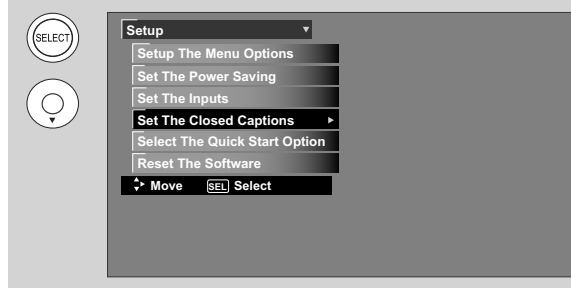 SELECT
Setup
Setup The Menu Options
Set The Power Saving
Set The Inputs
Set The Closed Captions
Select The Quick Start Option
Reset The Software
Move SEL Select